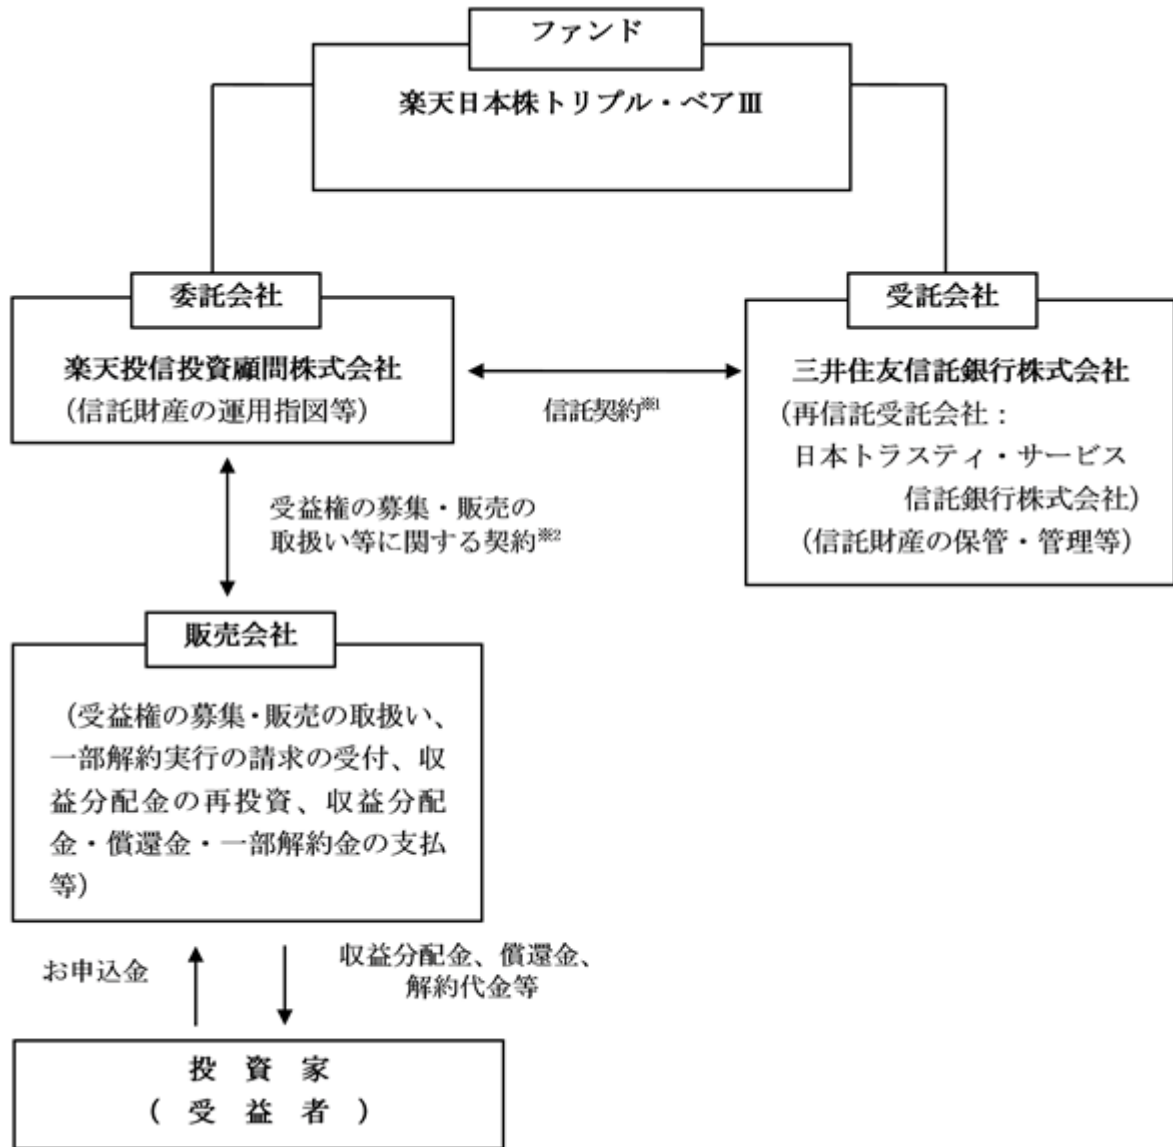 ファンド
楽天日本株トリプル・ベアⅢ
委託会社
楽天投信投資顧問株式会社
（信託財産の運用指図等）
信託契約※1
受託会社
三井住友信託銀行株式会社
（再信託受託会社：
日本トラスティ・サービス
信託銀行株式会社）
（信託財産の保管・管理等）
受益権の募集・販売の
取扱い等に関する契約※2
販売会社
（受益権の募集・販売の取扱い、
一部解約実行の請求の受付、収
益分配金の再投資、収益分配
金・償還金・一部解約金の支払
等）
お申込金
収益分配金、償還金、
解約代金等
投 資 家
（ 受 益 者 ）